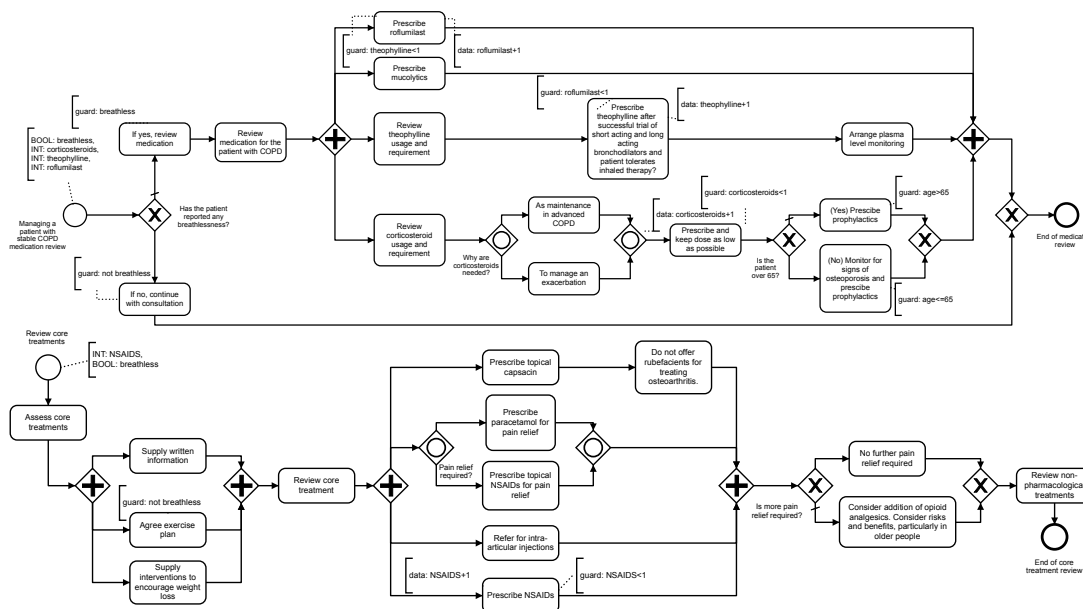 Prescribe
roflumilast
guard: theophylline<1
data: roflumilast+1
Prescribe
mucolytics
guard: breathless
guard: roflumilast<1
data: theophylline+1
BOOL: breathless,
INT: corticosteroids,
INT: theophylline,
INT: roflumilast
If yes, review
medication
Review
medication for the
patient with COPD
Review
theophylline
usage and
requirement
Prescribe
theophylline after
successful trial of
short acting and long
acting
bronchodilators and
patient tolerates
inhaled therapy?
Arrange plasma
level monitoring
Managing a
patient with
stable COPD
medication review
Has the patient
reported any
breathlessness?
guard: not breathless
If no, continue
with consultation
Review
corticosteroid
usage and
requirement
Why are
corticosteroids
needed?
As maintenance
in advanced
COPD
To manage an
exacerbation
guard: corticosteroids<1
data: corticosteroids+1
Prescribe and
keep dose as low
as possible
Is the
patient
over 65?
guard: age>65
(Yes) Prescibe
prophylactics
(No) Monitor for
signs of
osteoporosis and
prescibe
prophylactics
guard: age<=65
End of medicat
review
Review core
treatments
INT: NSAIDS,
BOOL: breathless
Assess core
treatments
Supply written
information
guard: not breathless
Agree exercise
plan
Supply
interventions to
encourage weight
loss
Review core
treatment
Prescribe topical
capsacin
Do not offer
rubefacients for
treating
osteoarthritis.
Pain relief
required?
Prescribe
paracetamol for
pain relief
Prescribe topical
NSAIDs for pain
relief
Refer for intra-
articular injections
data: NSAIDS+1
guard: NSAIDS<1
Prescribe NSAIDs
Is more pain
relief required?
No further pain
relief required
Consider addition of opioid
analgesics. Consider risks
and benefits, particularly in
older people
Review non-
pharmacological
treatments
End of core
treatment review